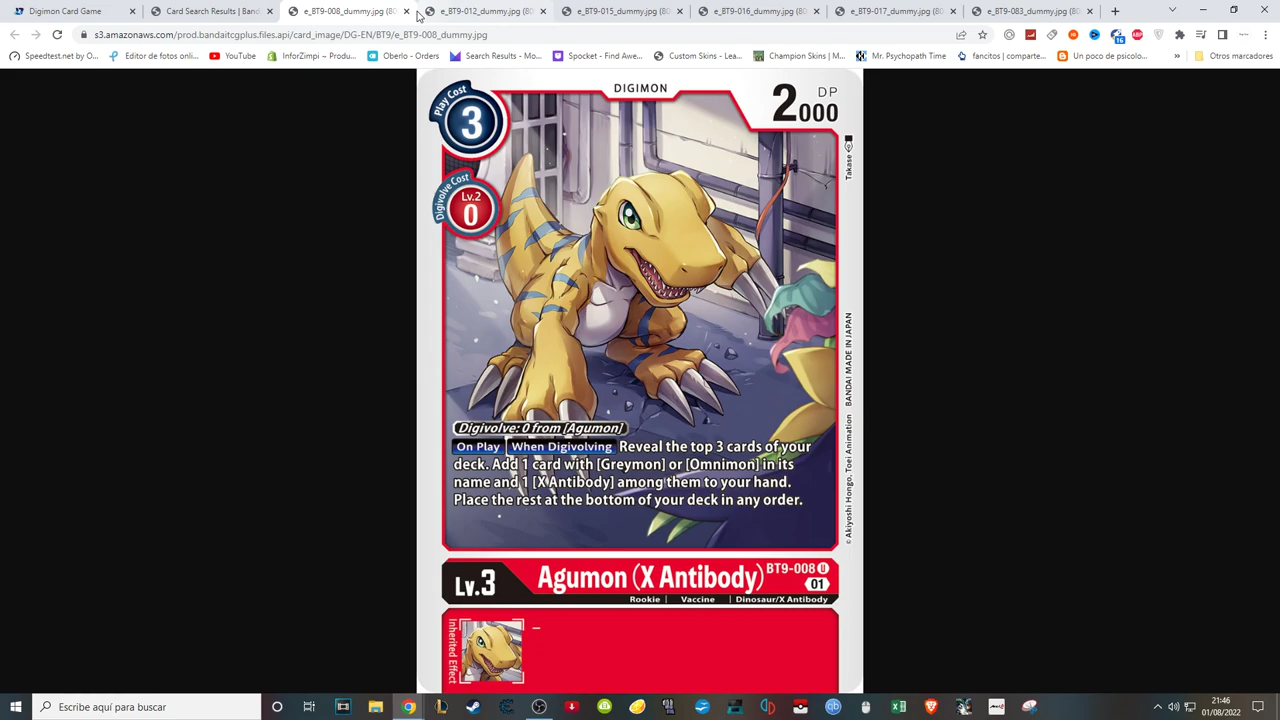 Digimon Card Game
Card Search Results | Band
e_BT9-008_dummy.jpg (80
e_BT9-012_dummy.jpg (80
e_BT9-015_dummy.jpg (80
e_BT9-016_dummy.jpg (80
e_BT9-017_dummy.jpg (80
e_BT9-083_dummy.jpg (80
s3.amazonaws.com/prod.bandaitcgplus.files.api/card_image/DG-EN/BT9/e_BT9-008_dummy.jpg
Speedtest.net by O...
Editor de fotos onli...
YouTube
InforZimpi – Produ...
Oberlo - Orders
Search Results - Mo...
Spocket - Find Awe...
Custom Skins - Lea...
Champion Skins | M...
Mr. Psychopath Time
fancitos | comparte...
Un poco de psicolo...
»
Otros marcadores
Play Cost
3
DIGIMON
DP
2000
Digivolve Cost
Lv.2
0
Takase
Digivolve: 0 from [Agumon]
On Play When Digivolving Reveal the top 3 cards of your
deck. Add 1 card with [Greymon] or [Omnimon] in its
name and 1 [X Antibody] among them to your hand.
Place the rest at the bottom of your deck in any order.
© Akiyoshi Hongo, Toei Animation BANDAI MADE IN JAPAN
Lv.3
Agumon (X Antibody)
BT9-008 U
01
Rookie | Vaccine | Dinosaur/X Antibody
Inherited Effect
–
Escribe aquí para buscar
21:46
01/08/2022